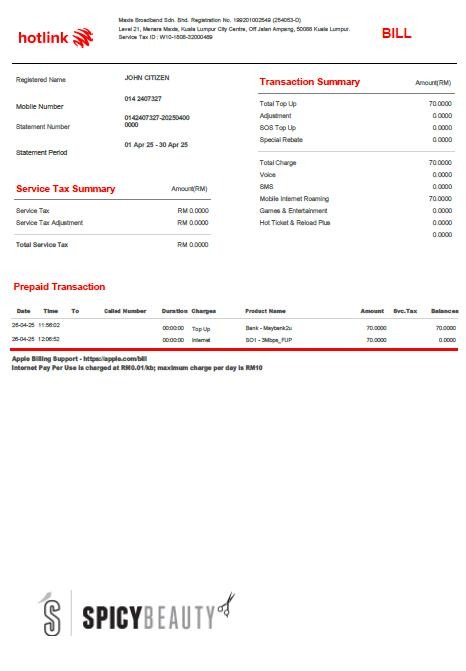 hotlink
Maxis Broadband Sdn. Bhd. Registration No. 199201002549 (254053-D)
Level 21, Menara Maxis, Kuala Lumpur City Centre, Off Jalan Ampang, 50088 Kuala Lumpur.
Service Tax ID : W10-1808-32000489
BILL
Registered Name JOHN CITIZEN
Mobile Number 014 2407327
Statement Number 0142407327-20250400
0000
Statement Period 01 Apr 25 - 30 Apr 25
Transaction Summary Amount(RM)
Total Top Up 70.0000
Adjustment 0.0000
SOS Top Up 0.0000
Special Rebate 0.0000
Total Charge 70.0000
Voice 0.0000
SMS 0.0000
Mobile Internet Roaming 70.0000
Games & Entertainment 0.0000
Hot Ticket & Reload Plus 0.0000
0.0000
Service Tax Summary Amount(RM)
Service Tax RM 0.0000
Service Tax Adjustment RM 0.0000
Total Service Tax RM 0.0000
Prepaid Transaction
Date Time To Called Number Duration Charges Product Name Amount Svc.Tax Balances
26-04-25 11:56:02 00:00:00 Top Up Bank - Maybank2u 70.0000 70.0000
26-04-25 12:06:52 00:00:00 Internet SO1 - 3Mbps_FUP 70.0000 0.0000
Apple Billing Support - https://apple.com/bill
Internet Pay Per Use is charged at RM0.01/kb; maximum charge per day is RM10
SPICYBEAUTY